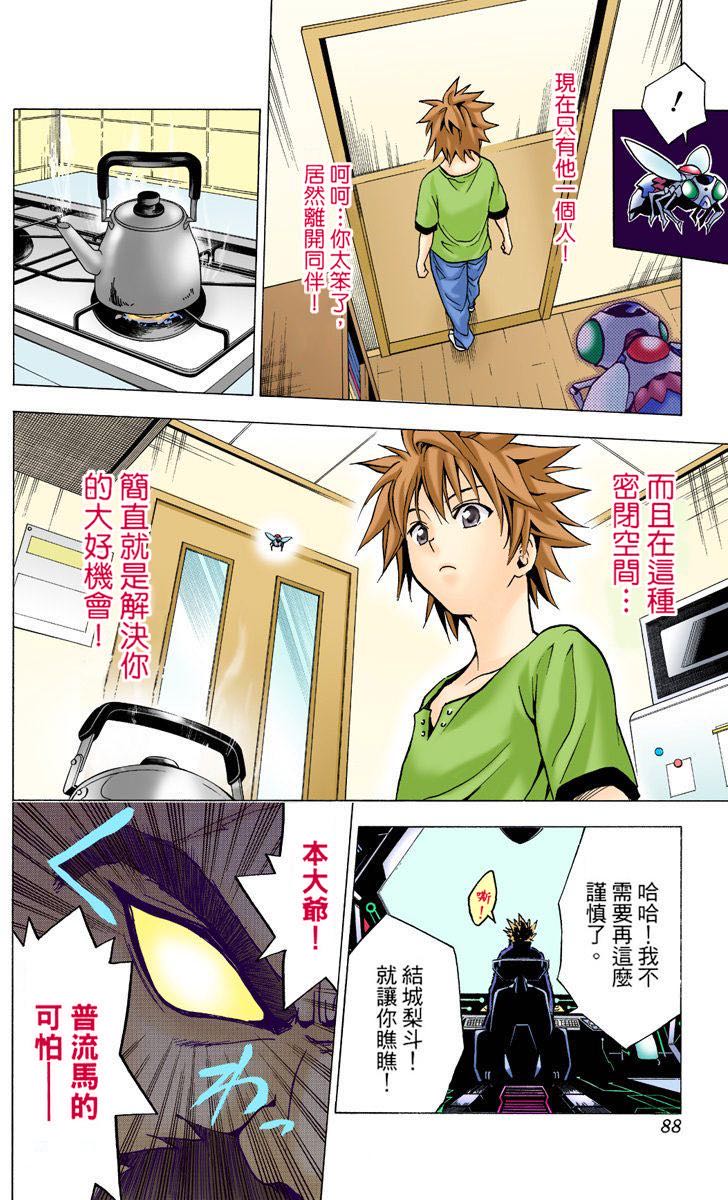 ！
現在只有他一個人！
呵呵…你太笨了，
居然離開同伴！
而且在這種
密閉空間…
簡直就是解決你
的大好機會！
哈哈！我不
需要再這麼
謹慎了。
嘶！
結城梨斗！
就讓你瞧瞧！
本大爺！
普流馬的
可怕——
くわっ
88